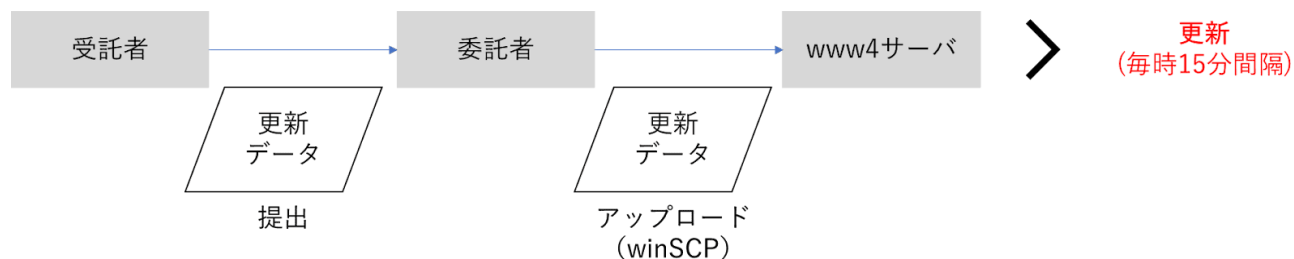 受託者
委託者
www4サーバ
更新
(毎時15分間隔)
更新
データ
提出
更新
データ
アップロード
(winSCP)